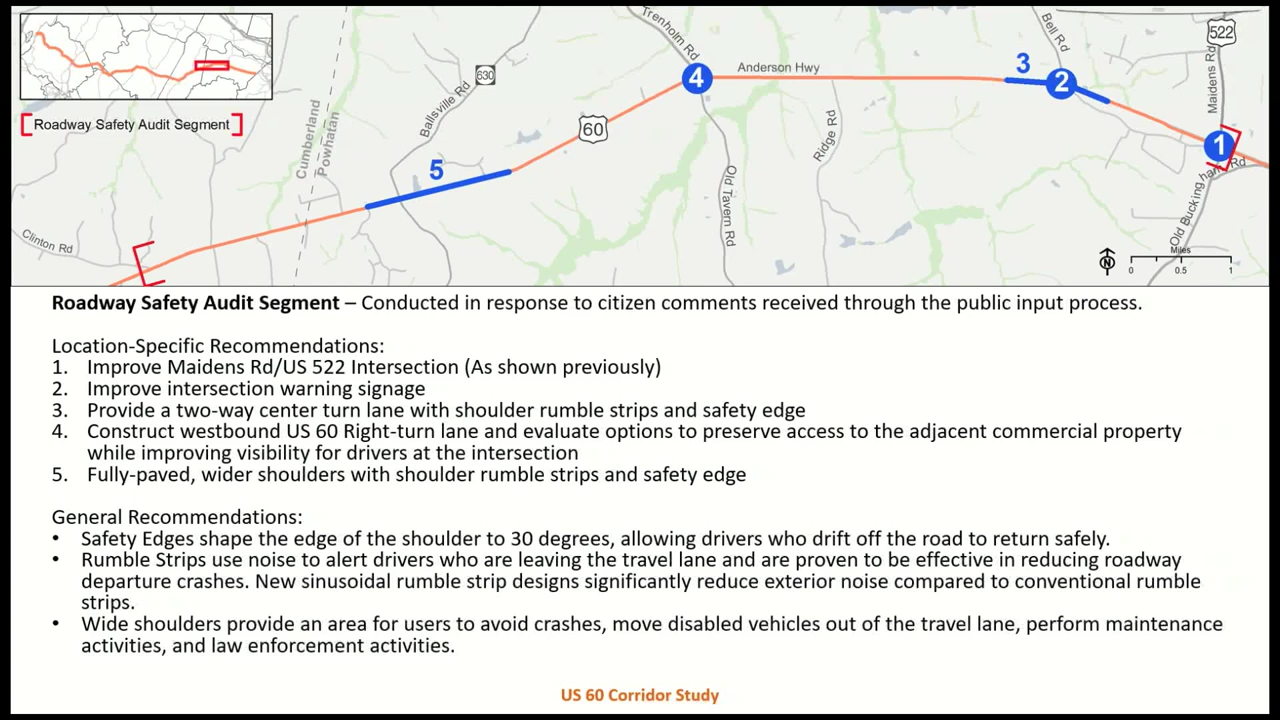 Trenholm Rd
Bell Rd
522
630
Anderson Hwy
3
4
2
Maidens Rd
Ballsville Rd
Roadway Safety Audit Segment
Cumberland
Powhatan
60
Ridge Rd
1
5
Old Tavern Rd
Old Buckingham Rd
Clinton Rd
N
Miles
0 0.5 1
Roadway Safety Audit Segment – Conducted in response to citizen comments received through the public input process.
Location-Specific Recommendations:
1. Improve Maidens Rd/US 522 Intersection (As shown previously)
2. Improve intersection warning signage
3. Provide a two-way center turn lane with shoulder rumble strips and safety edge
4. Construct westbound US 60 Right-turn lane and evaluate options to preserve access to the adjacent commercial property
while improving visibility for drivers at the intersection
5. Fully-paved, wider shoulders with shoulder rumble strips and safety edge
General Recommendations:
• Safety Edges shape the edge of the shoulder to 30 degrees, allowing drivers who drift off the road to return safely.
• Rumble Strips use noise to alert drivers who are leaving the travel lane and are proven to be effective in reducing roadway
departure crashes. New sinusoidal rumble strip designs significantly reduce exterior noise compared to conventional rumble
strips.
• Wide shoulders provide an area for users to avoid crashes, move disabled vehicles out of the travel lane, perform maintenance
activities, and law enforcement activities.
US 60 Corridor Study